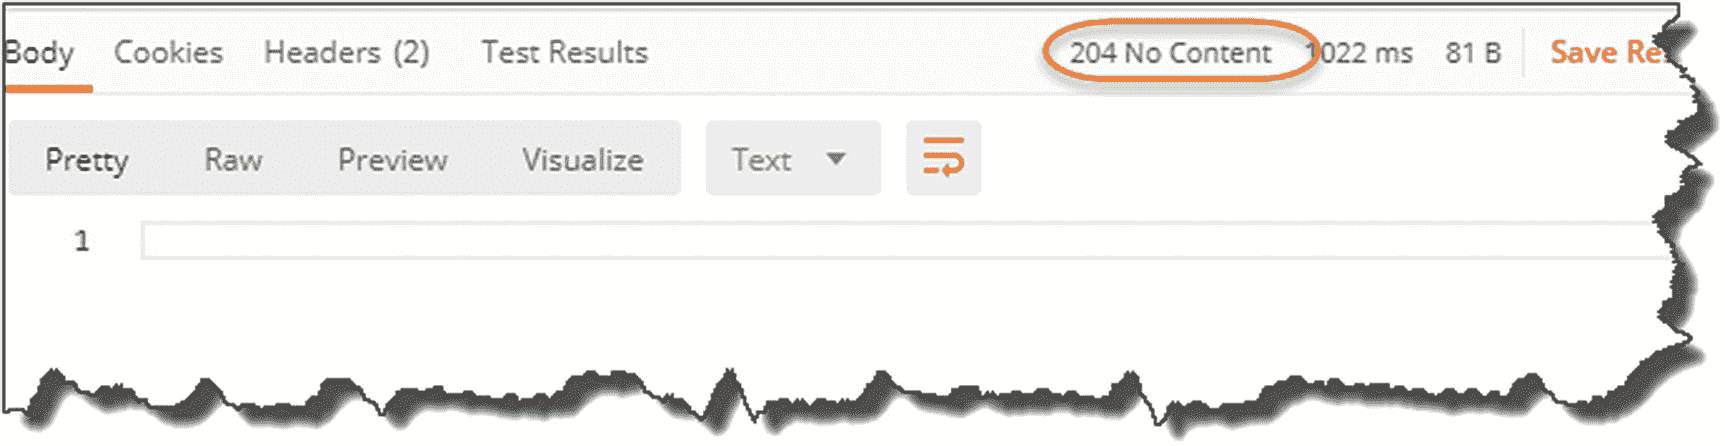 Body Cookies Headers (2) Test Results 204 No Content 1022 ms 81 B Save Re
Pretty Raw Preview Visualize Text
1